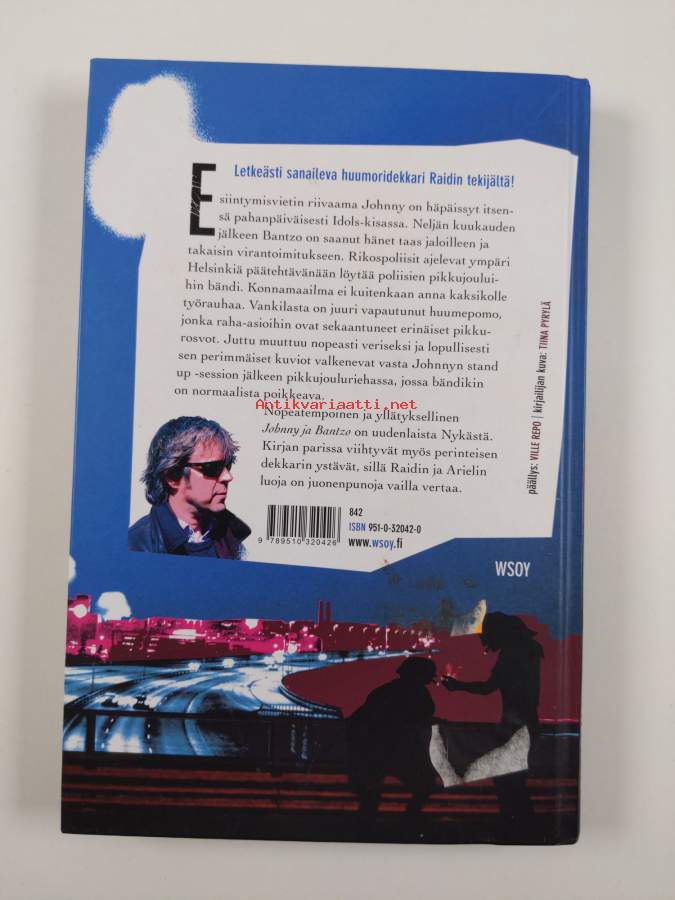 Letkeästi sanaileva huumoridekkari Raidin tekijältä!
Esiintymisvietin riivaama Johnny on häpäissyt itsen-
sä pahanpäiväisesti Idols-kisassa. Neljän kuukauden
jälkeen Bantzo on saanut hänet taas jaloilleen ja
takaisin virantoimitukseen. Rikospoliisit ajelevat ympäri
Helsinkiä päätehtävänään löytää poliisien pikkujoului-
hin bändi. Konnamaailma ei kuitenkaan anna kaksikolle
työrauhaa. Vankilasta on juuri vapautunut huumepomo,
jonka raha-asioihin ovat sekaantuneet erinäiset pikku-
rosvot. Juttu muuttuu nopeasti veriseksi ja lopullisesti
sen perimmäiset kuviot valkenevat vasta Johnnyn stand
up -session jälkeen pikkujouluriehassa, jossa bändikin
on normaalista poikkeava.
Antikvariaatti.net
Nopeatempoinen ja yllätyksellinen
Johnny ja Bantzo on uudenlaista Nykästä.
Kirjan parissa viihtyvät myös perinteisen
dekkarin ystävät, sillä Raidin ja Arielin
luoja on juonenpunoja vailla vertaa.
päällys: VILLE REPO | kirjailijan kuva: TIINA PYRYLÄ
842
ISBN 951-0-32042-0
www.wsoy.fi
9 789510 320426
WSOY